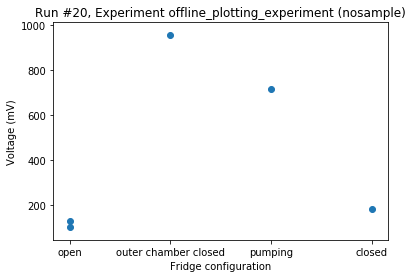 Run #20, Experiment offline_plotting_experiment (nosample)
1000
800
600
400
200
Voltage (mV)
open outer chamber closed pumping closed
Fridge configuration